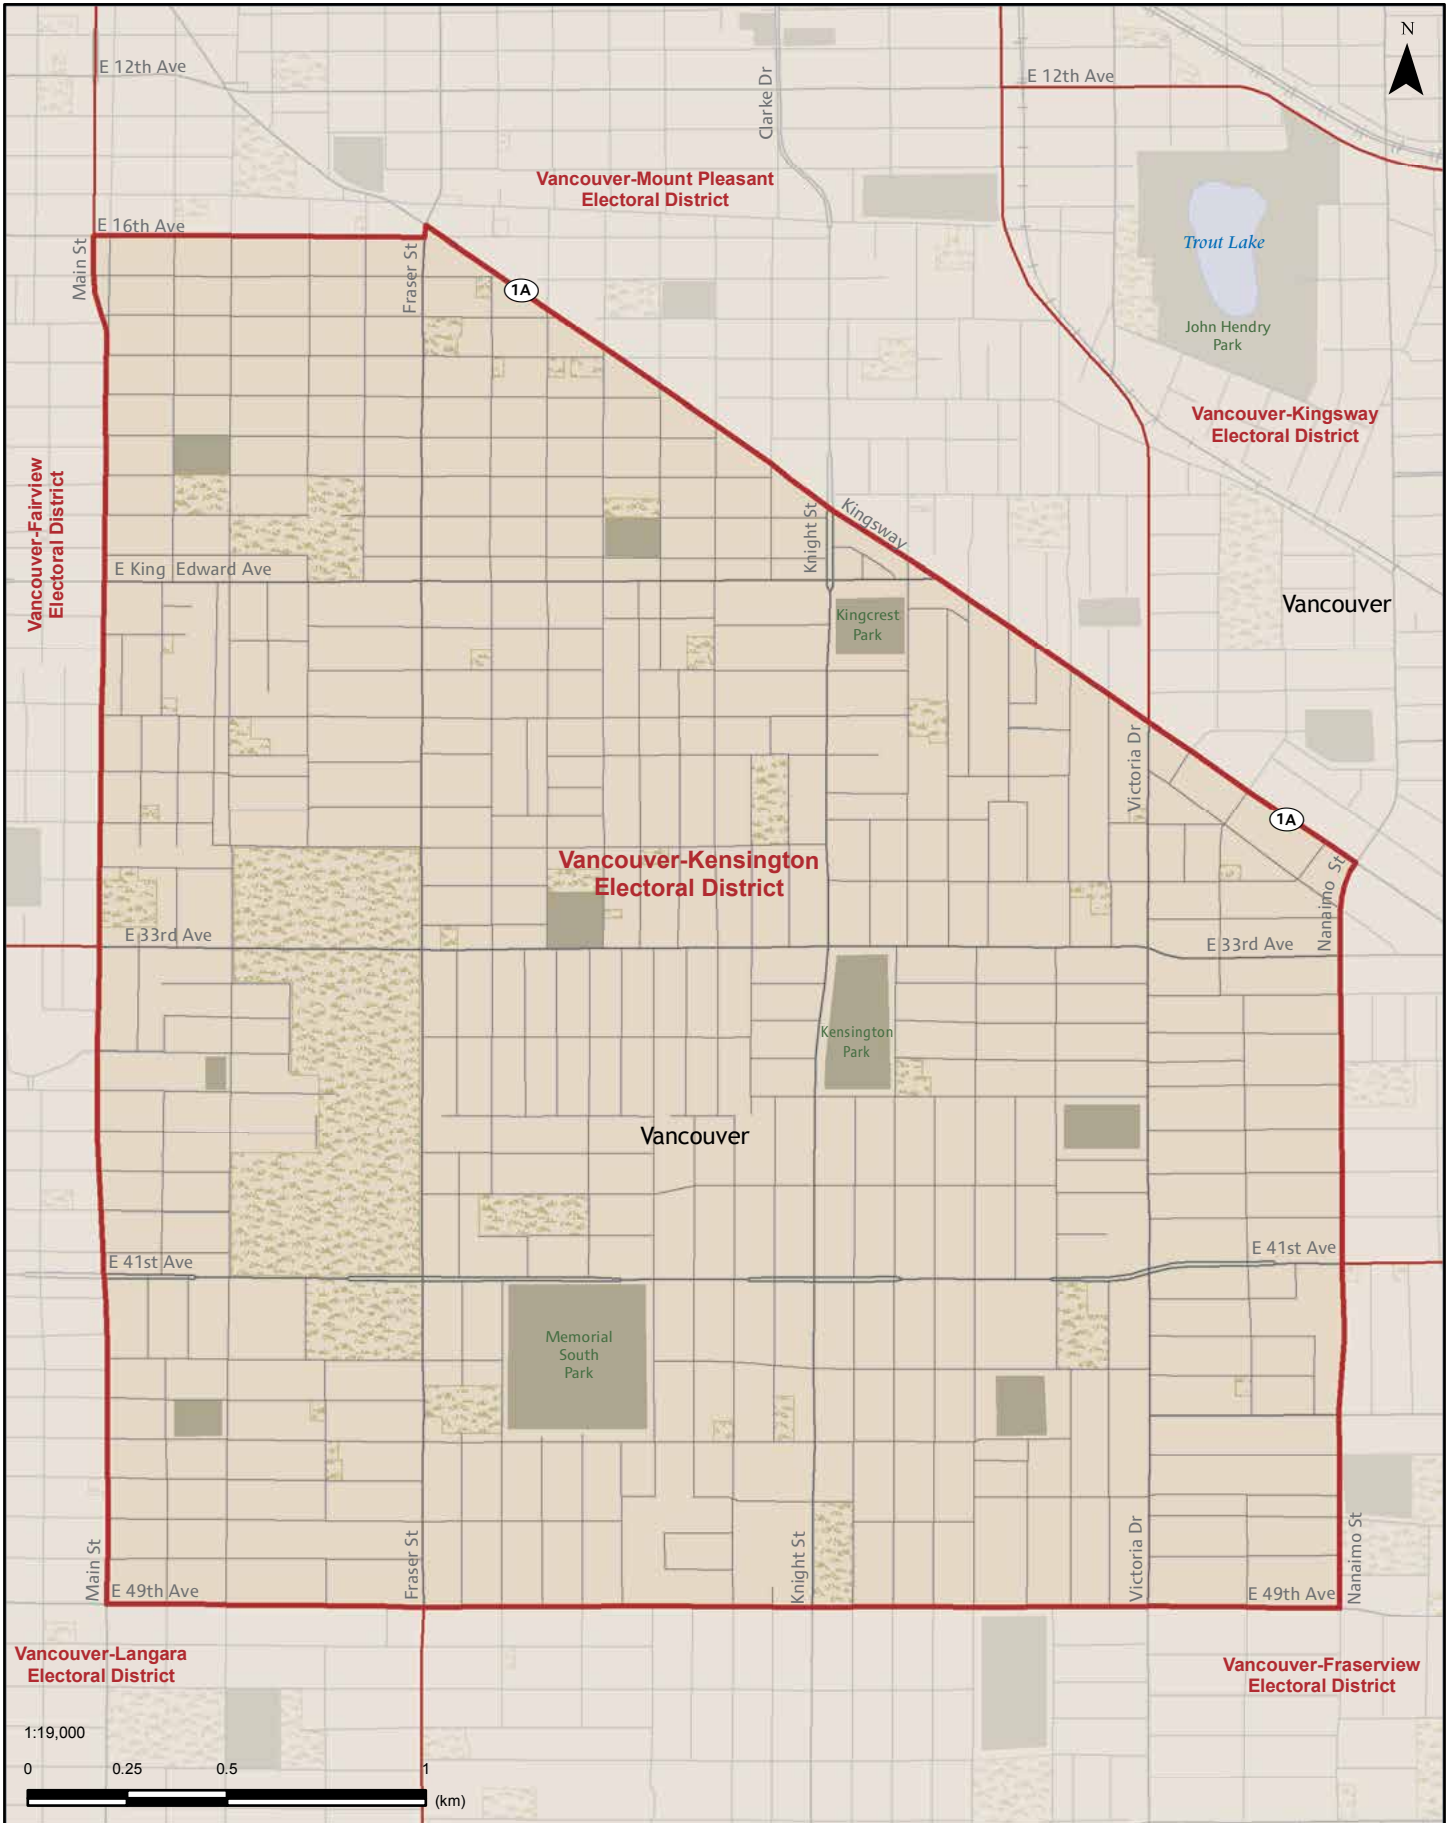 N
E 12th Ave
E 12th Ave
Clarke Dr
Vancouver-Mount Pleasant
Electoral District
E 16th Ave
Main St
Fraser St
1A
Trout Lake
John Hendry
Park
Vancouver-Kingsway
Electoral District
Vancouver-Fairview
Electoral District
Knight St
Kingsway
E King Edward Ave
Kingcrest
Park
Vancouver
Victoria Dr
1A
Vancouver-Kensington
Electoral District
Nanaimo St
E 33rd Ave
E 33rd Ave
Kensington
Park
Vancouver
E 41st Ave
E 41st Ave
Memorial
South
Park
Main St
Fraser St
Knight St
Victoria Dr
Nanaimo St
E 49th Ave
E 49th Ave
Vancouver-Langara
Electoral District
Vancouver-Fraserview
Electoral District
1:19,000
0 0.25 0.5 1
(km)